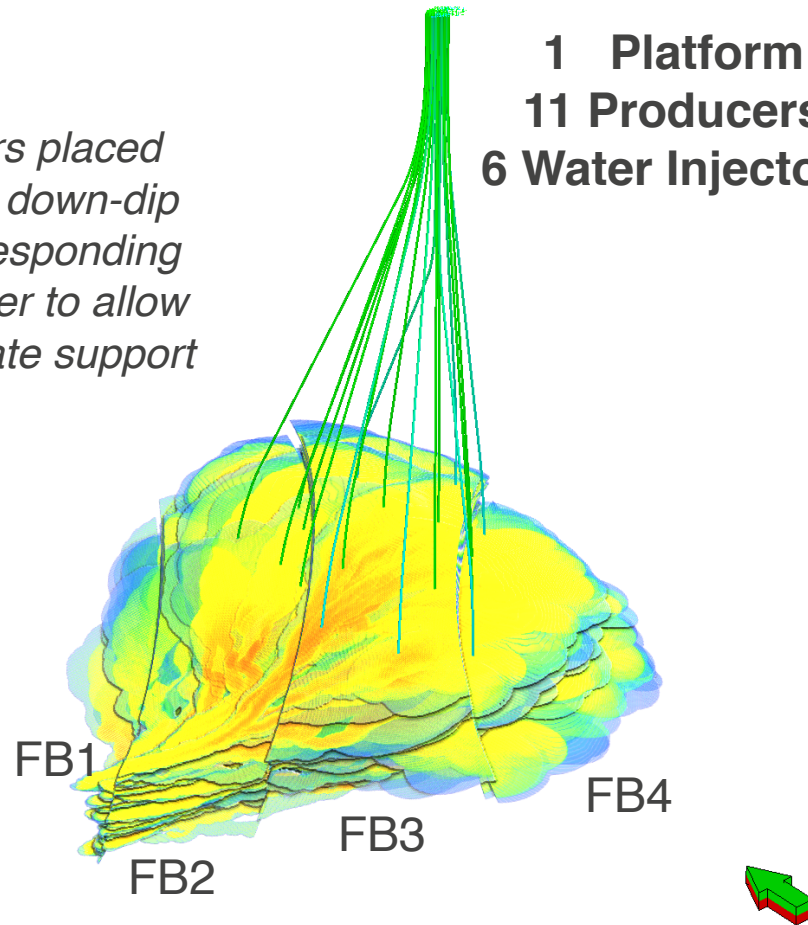 1 Platform
11 Producers
6 Water Injecto
rs placed
down-dip
esponding
er to allow
ate support
FB1
FB4
FB3
FB2